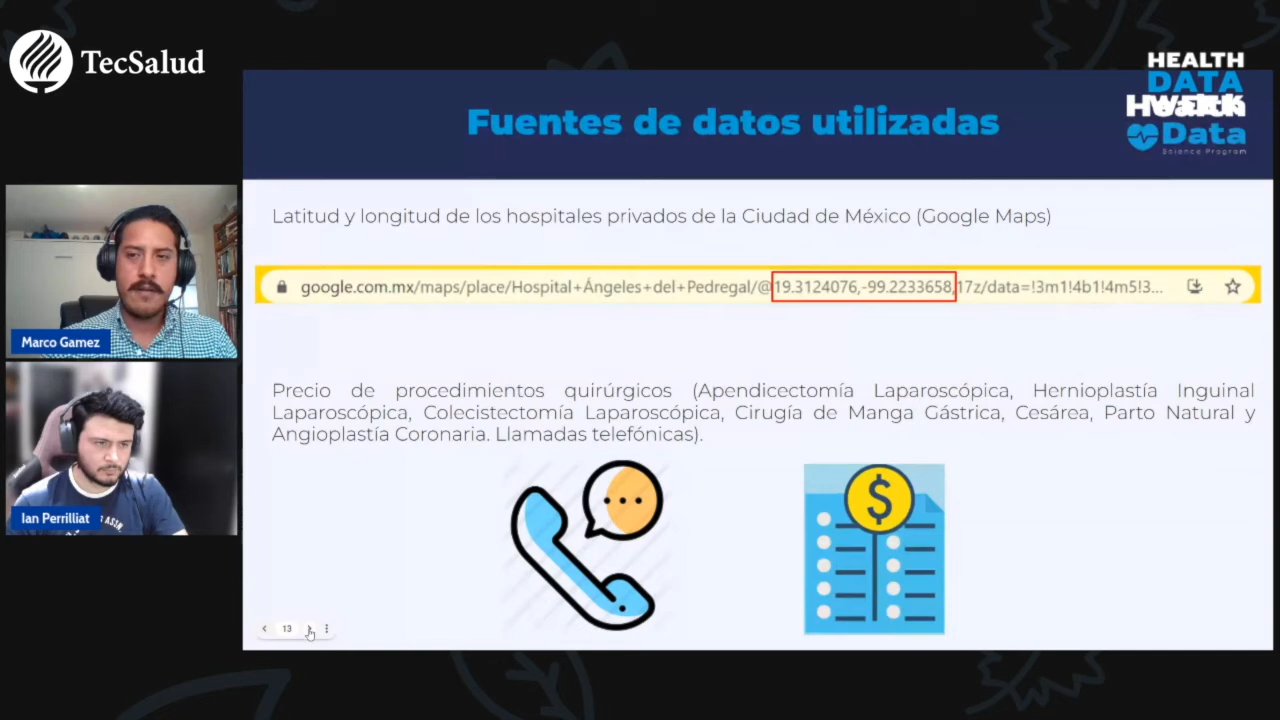 TecSalud
HEALTH
DATA
WEEK
Health
Data
Science Program
Fuentes de datos utilizadas
Latitud y longitud de los hospitales privados de la Ciudad de México (Google Maps)
google.com.mx/maps/place/Hospital+Ángeles+del+Pedregal/@19.3124076,-99.2233658,17z/data=!3m1!4b1!4m5!3...
Marco Gamez
Precio de procedimientos quirúrgicos (Apendicectomía Laparoscópica, Hernioplastía Inguinal
Laparoscópica, Colecistectomía Laparoscópica, Cirugía de Manga Gástrica, Cesárea, Parto Natural y
Angioplastía Coronaria. Llamadas telefónicas).
$
Ian Perrilliat
ASSN.
13